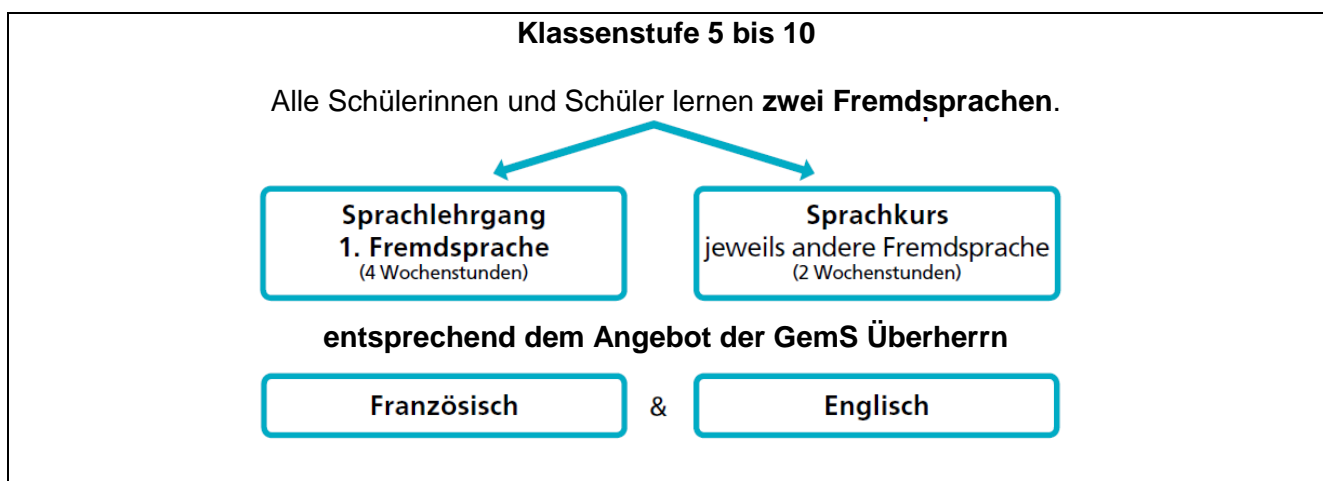 Klassenstufe 5 bis 10
Alle Schülerinnen und Schüler lernen zwei Fremdsprachen.
Sprachlehrgang
1. Fremdsprache
(4 Wochenstunden)
Sprachkurs
jeweils andere Fremdsprache
(2 Wochenstunden)
entsprechend dem Angebot der GemS Überherrn
Französisch & Englisch